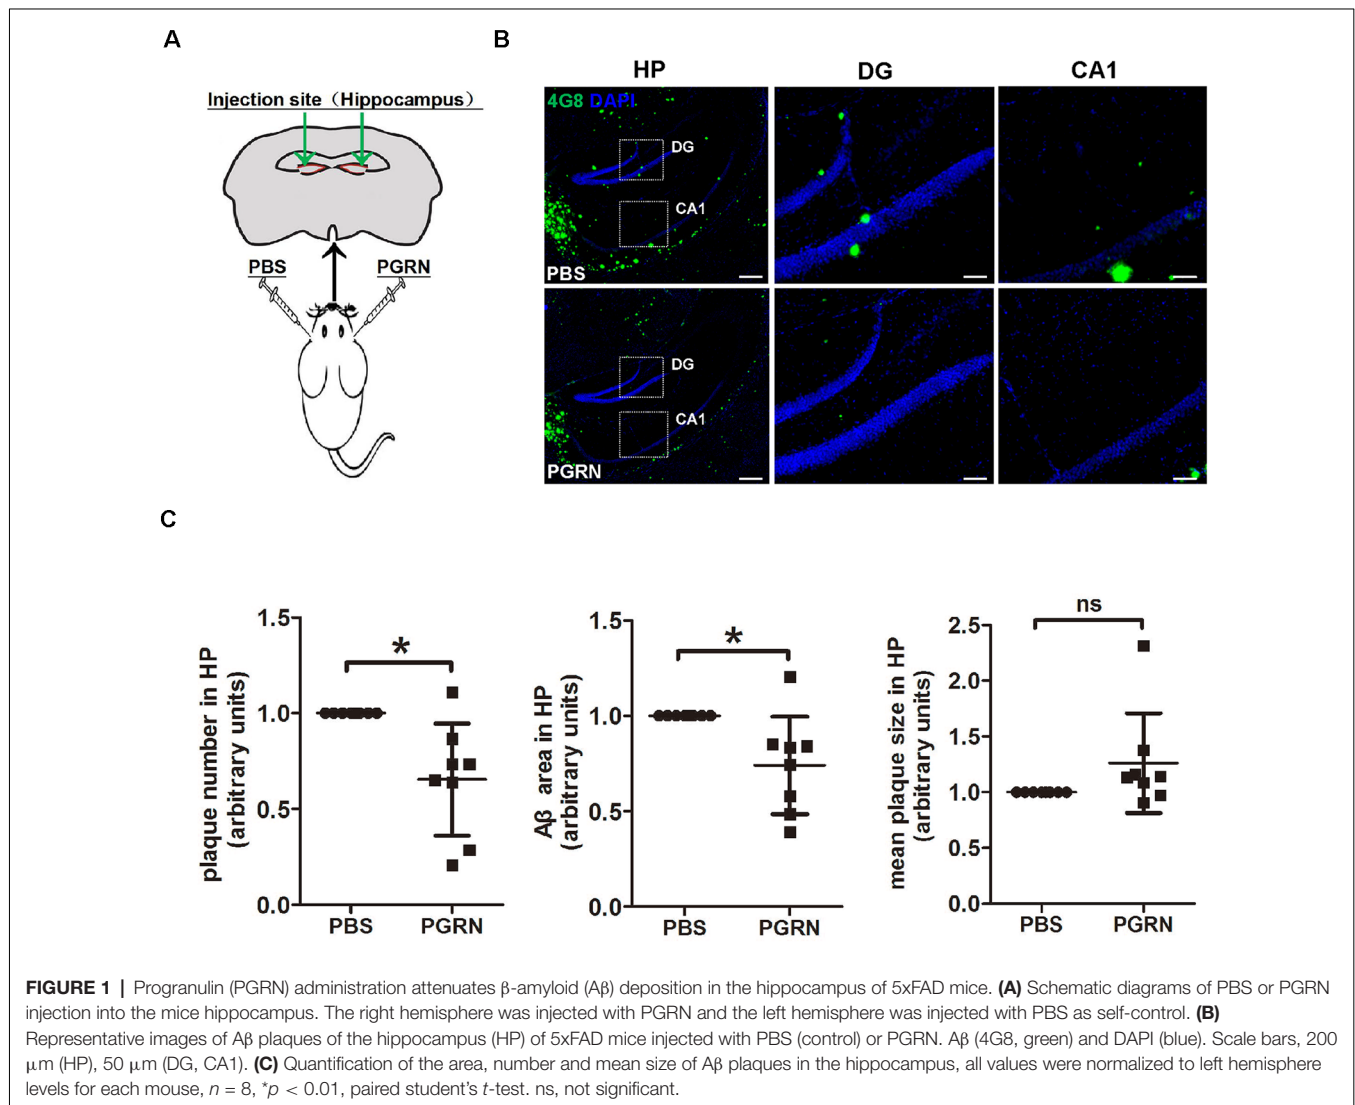 A
Injection site（Hippocampus）
PBS
PGRN
B
HP
DG
CA1
4G8 DAPI
DG
CA1
PBS
DG
CA1
PGRN
C
plaque number in HP
(arbitrary units)
1.5
1.0
0.5
0.0
*
PBS
PGRN
Aβ area in HP
(arbitrary units)
1.5
1.0
0.5
0.0
*
PBS
PGRN
mean plaque size in HP
(arbitrary units)
2.5
2.0
1.5
1.0
0.5
0.0
ns
PBS
PGRN
FIGURE 1 | Progranulin (PGRN) administration attenuates β-amyloid (Aβ) deposition in the hippocampus of 5xFAD mice. (A) Schematic diagrams of PBS or PGRN
injection into the mice hippocampus. The right hemisphere was injected with PGRN and the left hemisphere was injected with PBS as self-control. (B)
Representative images of Aβ plaques of the hippocampus (HP) of 5xFAD mice injected with PBS (control) or PGRN. Aβ (4G8, green) and DAPI (blue). Scale bars, 200
μm (HP), 50 μm (DG, CA1). (C) Quantification of the area, number and mean size of Aβ plaques in the hippocampus, all values were normalized to left hemisphere
levels for each mouse, n = 8, *p < 0.01, paired student's t-test. ns, not significant.